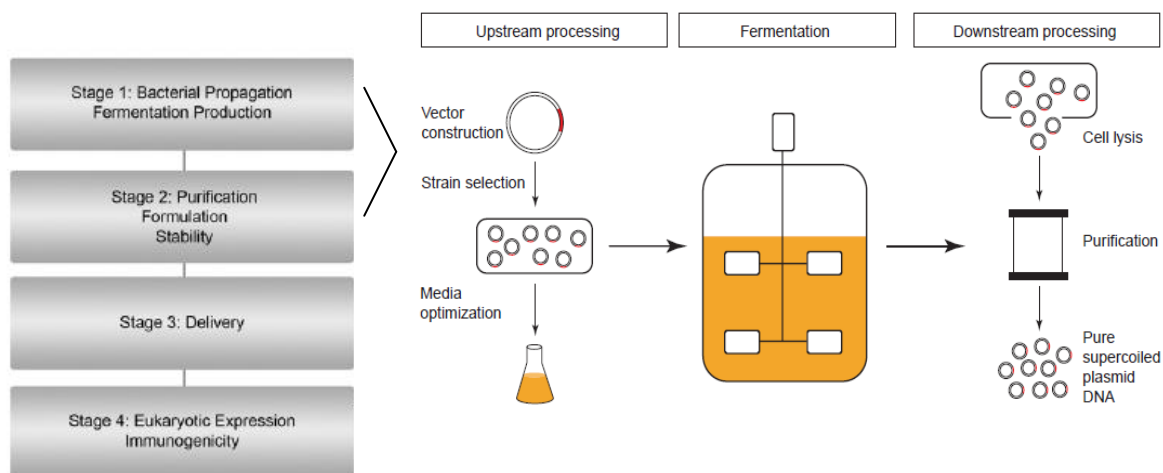 Stage 1: Bacterial Propagation
Fermentation Production
Stage 2: Purification
Formulation
Stability
Stage 3: Delivery
Stage 4: Eukaryotic Expression
Immunogenicity
Upstream processing
Vector
construction
Strain selection
Media
optimization
Fermentation
Downstream processing
Cell lysis
Purification
Pure
supercoiled
plasmid
DNA